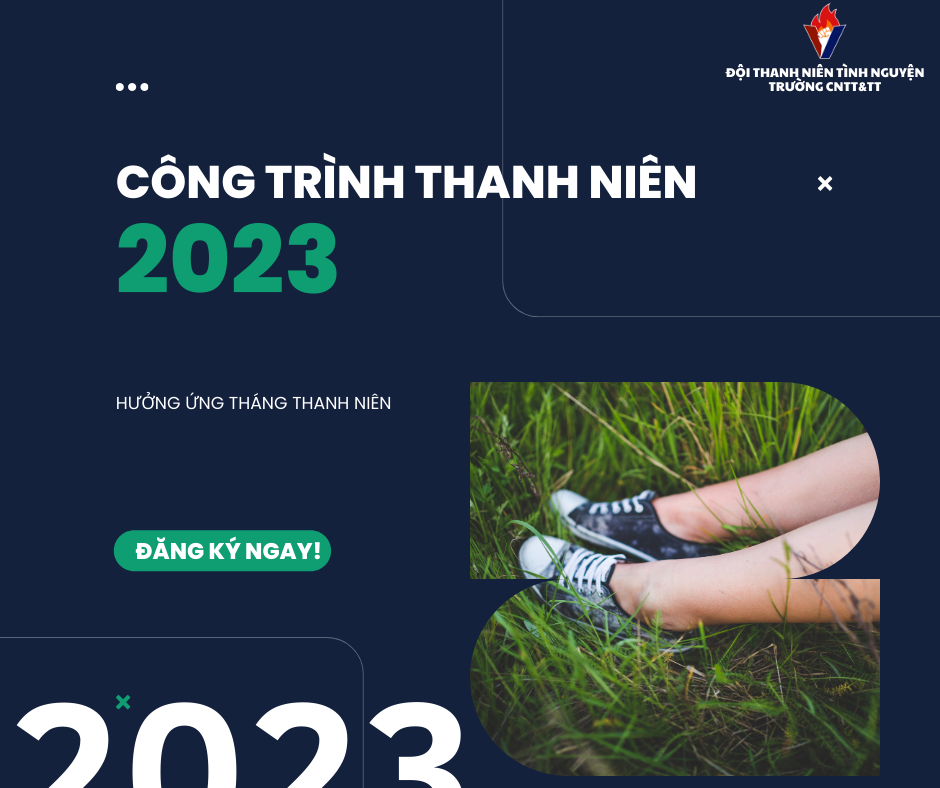 ĐỘI THANH NIÊN TÌNH NGUYỆN
TRƯỜNG CNTT&TT
CÔNG TRÌNH THANH NIÊN
2023
HƯỞNG ỨNG THÁNG THANH NIÊN
ĐĂNG KÝ NGAY!
2023